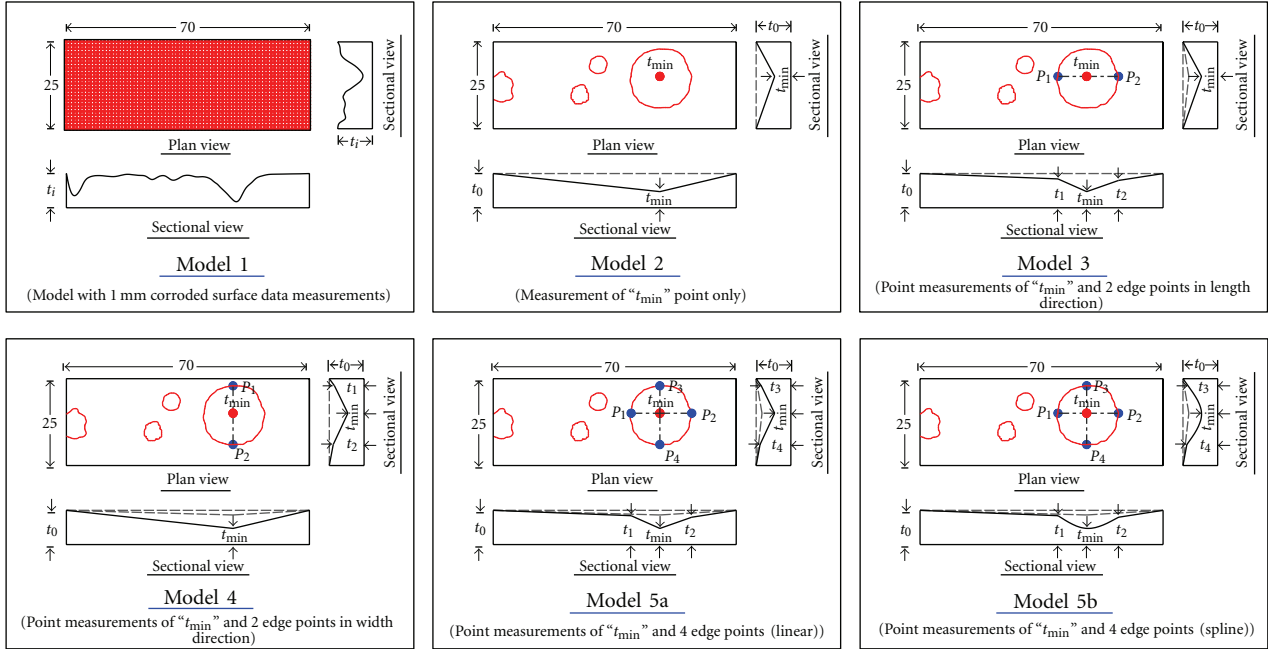 70
25
Plan view
t_i
Sectional view
t_i
Sectional view
Model 1
(Model with 1 mm corroded surface data measurements)
70
t_0
25
t_min
t_min
Sectional view
Plan view
t_0
t_min
Sectional view
Model 2
(Measurement of “t_min” point only)
70
t_0
25
t_min
P_1
P_2
t_min
Sectional view
Plan view
t_0
t_1
t_min
t_2
Sectional view
Model 3
(Point measurements of “t_min” and 2 edge points in length
direction)
70
t_0
25
P_1
t_min
P_2
t_1
t_min
t_2
Sectional view
Plan view
t_0
t_min
Sectional view
Model 4
(Point measurements of “t_min” and 2 edge points in width
direction)
70
t_0
25
P_3
t_min
P_1
P_2
P_4
t_3
t_min
t_4
Sectional view
Plan view
t_0
t_1
t_min
t_2
Sectional view
Model 5a
(Point measurements of “t_min” and 4 edge points (linear))
70
t_0
25
P_3
t_min
P_1
P_2
P_4
t_3
t_min
t_4
Sectional view
Plan view
t_0
t_1
t_min
t_2
Sectional view
Model 5b
(Point measurements of “t_min” and 4 edge points (spline))